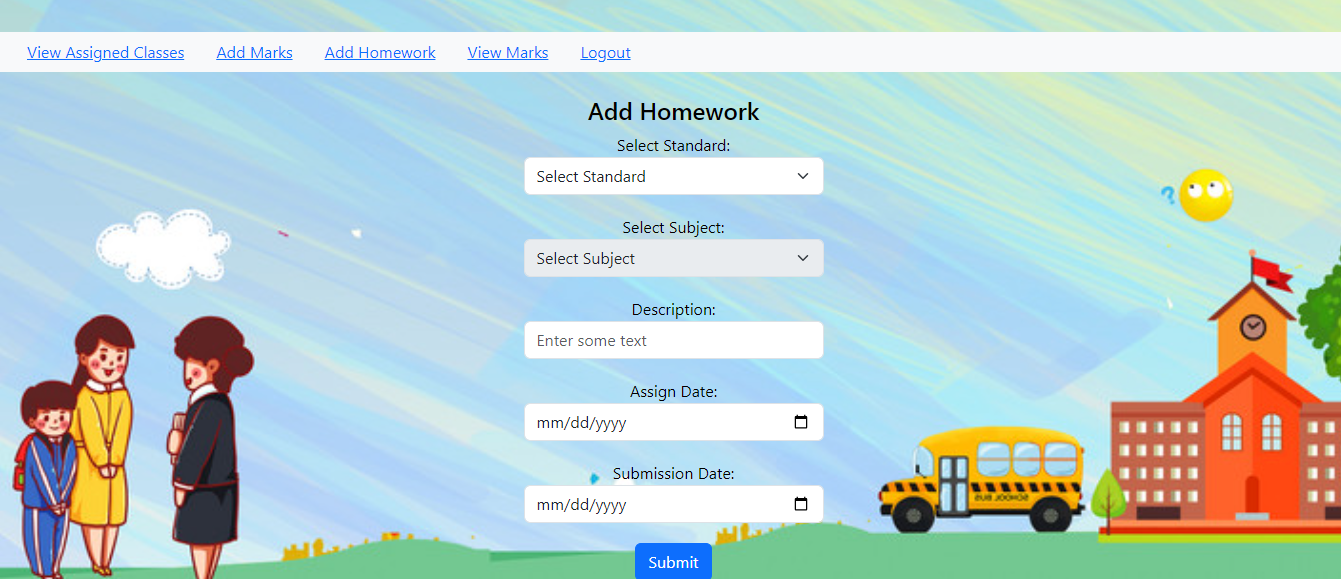 View Assigned Classes Add Marks Add Homework View Marks Logout
Add Homework
Select Standard:
Select Standard
Select Subject:
Select Subject
Description:
Enter some text
Assign Date:
mm/dd/yyyy
Submission Date:
mm/dd/yyyy
SCHOOL BUS
Submit